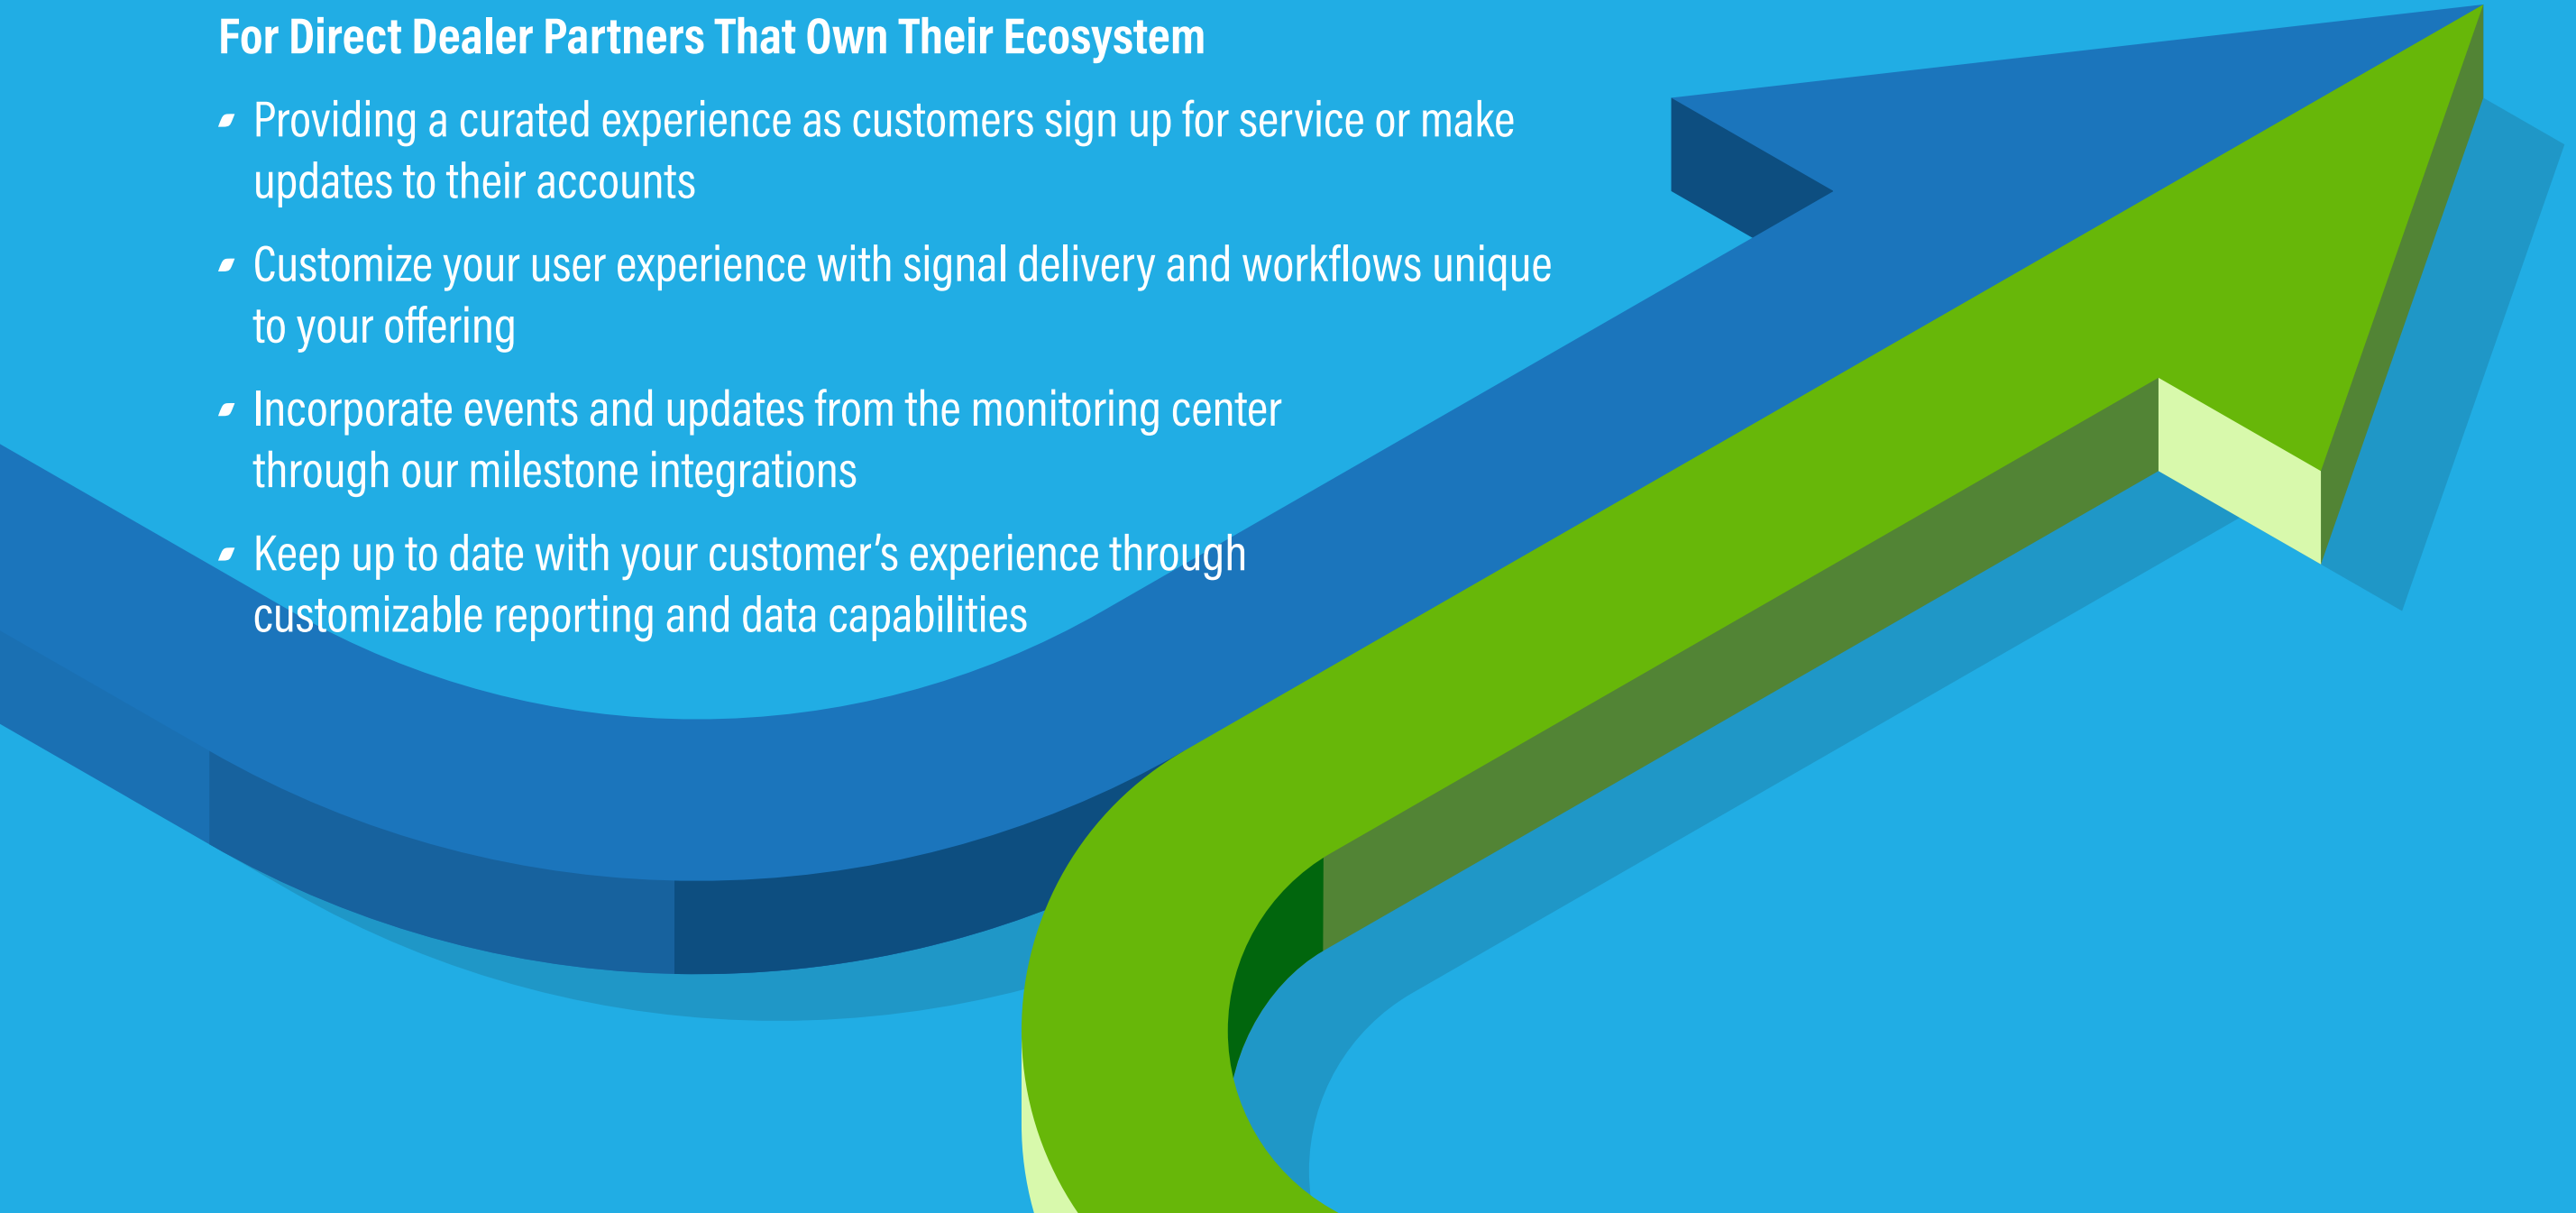 For Direct Dealer Partners That Own Their Ecosystem
Providing a curated experience as customers sign up for service or make
updates to their accounts
Customize your user experience with signal delivery and workflows unique
to your offering
Incorporate events and updates from the monitoring center
through our milestone integrations
Keep up to date with your customer’s experience through
customizable reporting and data capabilities